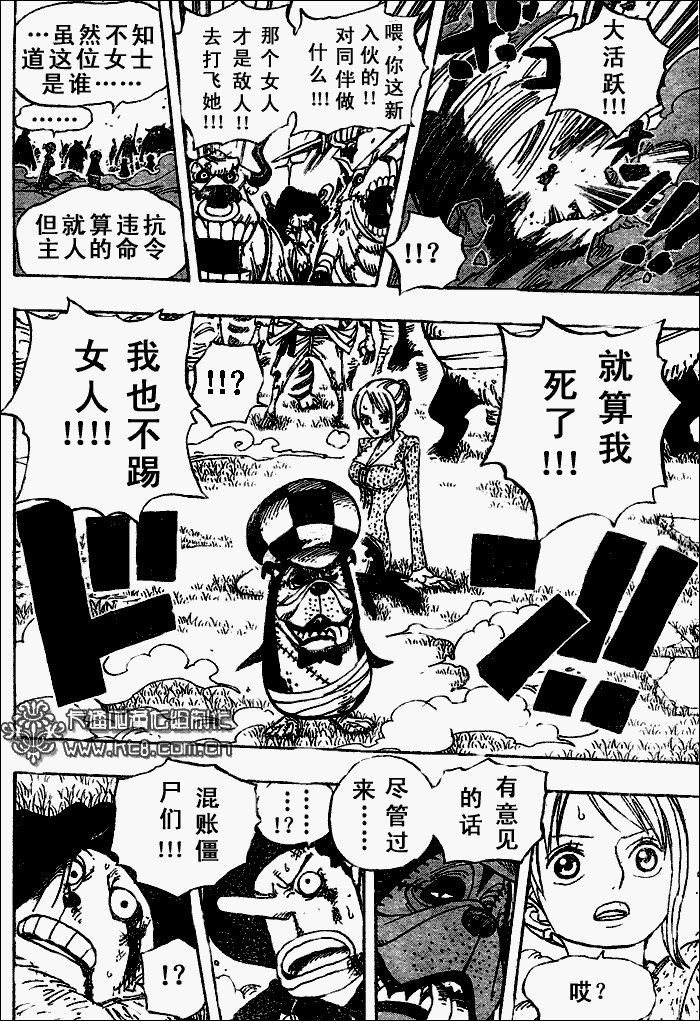 大活跃!!!
!!?
喂,你这新
入伙的!!
对同伴做
什么!!!
那个女人
才是敌人!!
去打飞她!!!
…虽然不知
道这位女士
是谁……
………
但就算违抗
主人的命令
就算我
死了!!!
!!?
我也不踢
女人!!!!
ドン!!
www.nc8.com.cn
哎?
有意见
的话
尽管过
来……
……
…!?
混账僵
尸们!!!
!?